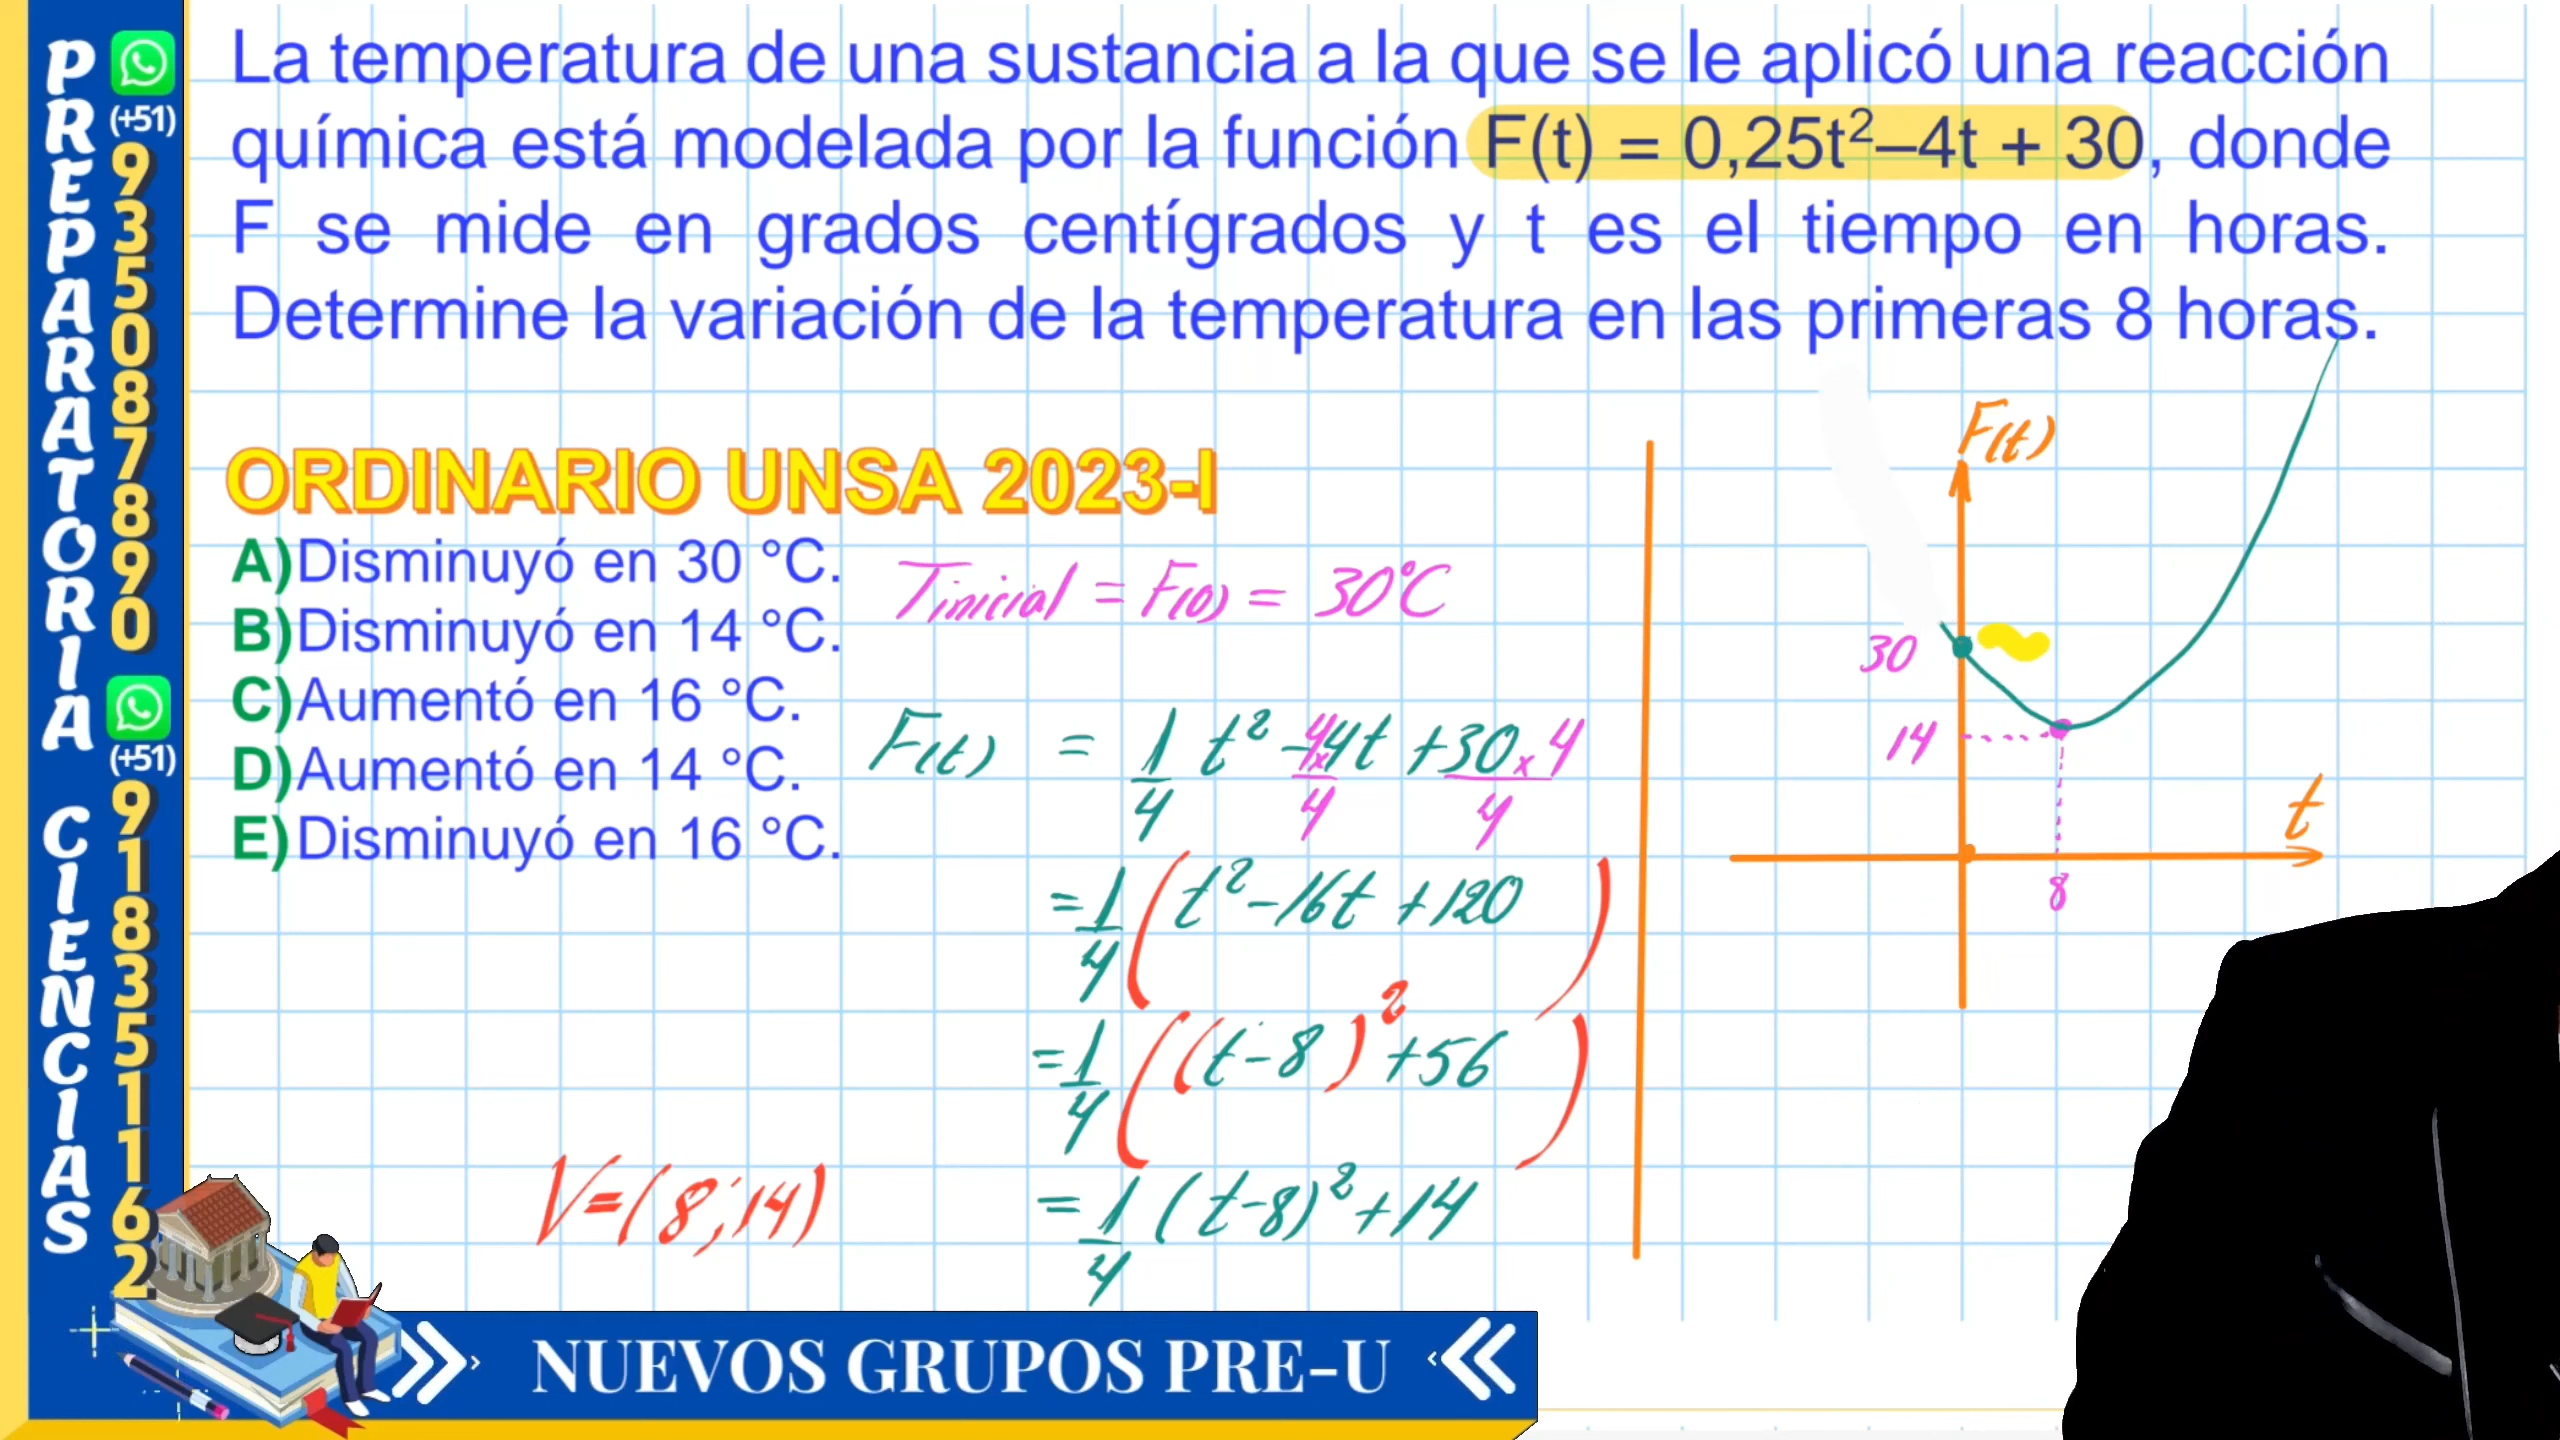 PREPARATORIA CIENCIAS
(+51)
935087890
(+51)
918351162
La temperatura de una sustancia a la que se le aplicó una reacción
química está modelada por la función F(t) = 0,25t²–4t + 30, donde
F se mide en grados centígrados y t es el tiempo en horas.
Determine la variación de la temperatura en las primeras 8 horas.
ORDINARIO UNSA 2023-I
A)Disminuyó en 30 °C.
B)Disminuyó en 14 °C.
C)Aumentó en 16 °C.
D)Aumentó en 14 °C.
E)Disminuyó en 16 °C.
Tinicial = F(0) = 30°C
F(t) = 1/4 t² - 4x4t/4 + 30x4/4
= 1/4 (t² - 16t + 120)
= 1/4 ((t-8)² + 56)
= 1/4 (t-8)² + 14
V=(8;14)
F(t)
30
14
t
8
NUEVOS GRUPOS PRE-U